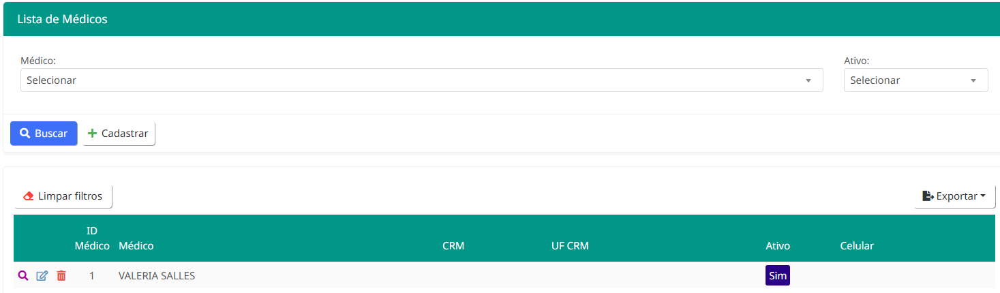 Lista de Médicos
Médico: Ativo:
Selecionar Selecionar
Buscar Cadastrar
Limpar filtros Exportar
ID
Médico Médico CRM UF CRM Ativo Celular
1 VALERIA SALLES Sim